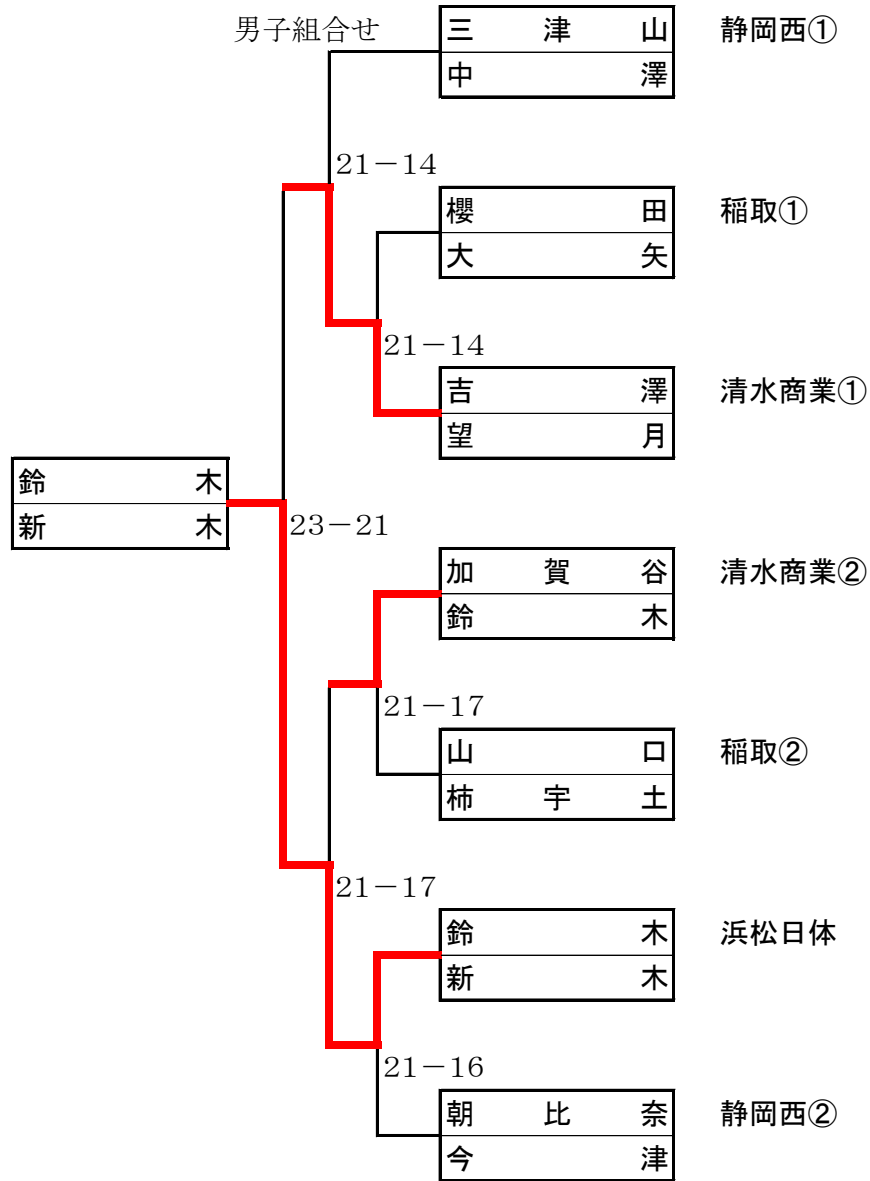 男子組合せ
三津山 静岡西①
中澤
21-14
櫻田 稲取①
大矢
21-14
吉澤 清水商業①
望月
鈴木
新木
23-21
加賀谷 清水商業②
鈴木
21-17
山口 稲取②
柿宇土
21-17
鈴木 浜松日体
新木
21-16
朝比奈 静岡西②
今津